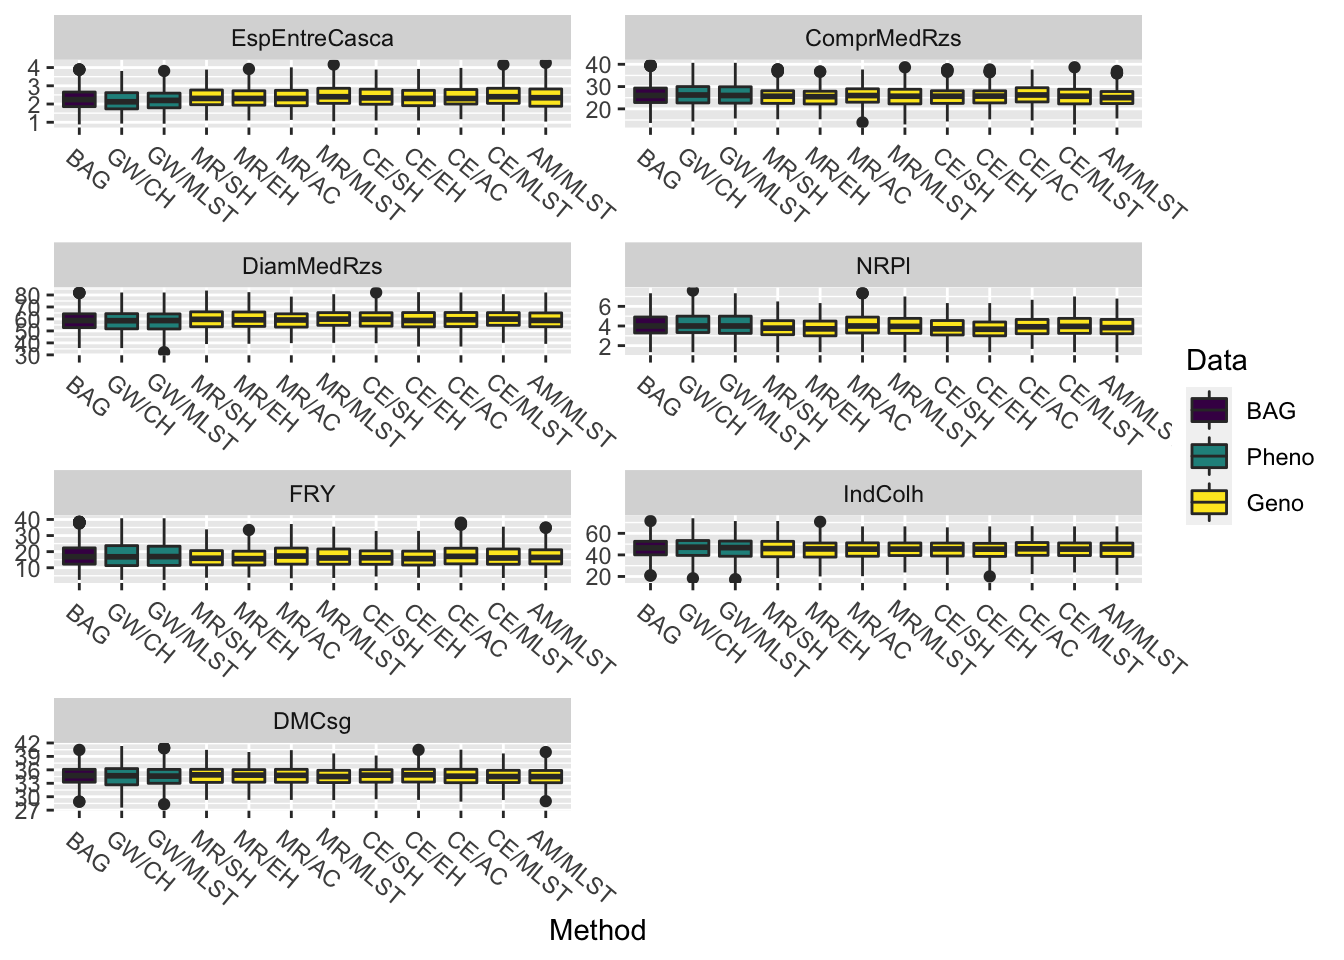 EspEntreCasca
4
3
2
1
BAG
GW/CH
GW/MLST
MR/SH
MR/EH
MR/AC
MR/MLST
CE/SH
CE/EH
CE/AC
CE/MLST
AM/MLST
ComprMedRzs
40
30
20
BAG
GW/CH
GW/MLST
MR/SH
MR/EH
MR/AC
MR/MLST
CE/SH
CE/EH
CE/AC
CE/MLST
AM/MLST
DiamMedRzs
80
70
60
50
40
30
BAG
GW/CH
GW/MLST
MR/SH
MR/EH
MR/AC
MR/MLST
CE/SH
CE/EH
CE/AC
CE/MLST
AM/MLST
NRPl
6
4
2
BAG
GW/CH
GW/MLST
MR/SH
MR/EH
MR/AC
MR/MLST
CE/SH
CE/EH
CE/AC
CE/MLST
AM/MLS
FRY
40
30
20
10
BAG
GW/CH
GW/MLST
MR/SH
MR/EH
MR/AC
MR/MLST
CE/SH
CE/EH
CE/AC
CE/MLST
AM/MLST
IndColh
60
40
20
BAG
GW/CH
GW/MLST
MR/SH
MR/EH
MR/AC
MR/MLST
CE/SH
CE/EH
CE/AC
CE/MLST
AM/MLST
DMCsg
42
39
36
33
30
27
BAG
GW/CH
GW/MLST
MR/SH
MR/EH
MR/AC
MR/MLST
CE/SH
CE/EH
CE/AC
CE/MLST
AM/MLST
Method
Data
BAG
Pheno
Geno